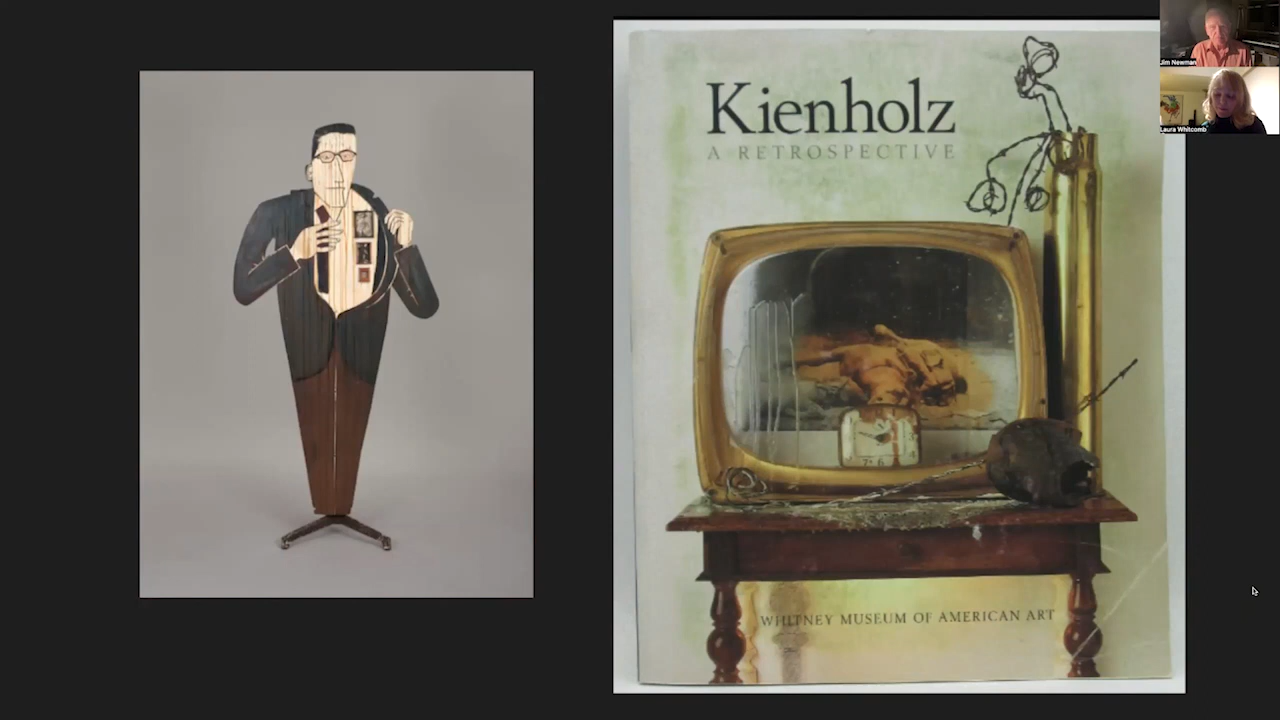 Kienholz
A RETROSPECTIVE
WHITNEY MUSEUM OF AMERICAN ART
Jim Newman
Laura Whitcomb